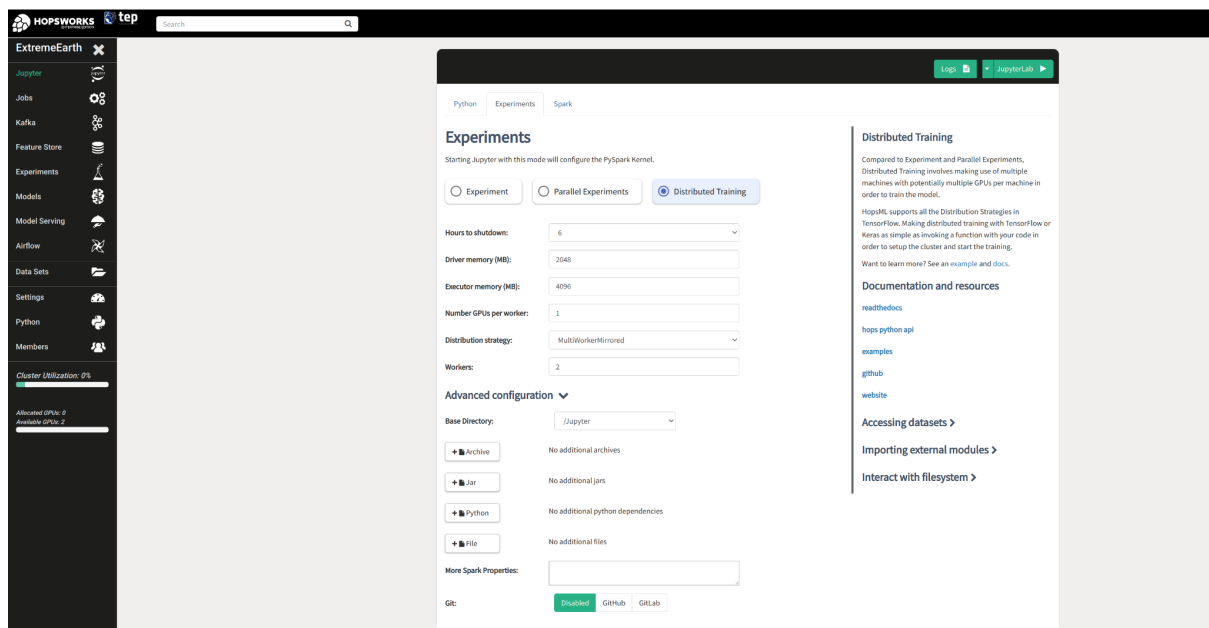 HOPSWORKS
ENTERPRISE EDITION
tep
Search
ExtremeEarth
Jupyter
Jobs
Kafka
Feature Store
Experiments
Models
Model Serving
Airflow
Data Sets
Settings
Python
Members
Cluster Utilization: 0%
Allocated GPUs: 0
Available GPUs: 2
Logs
JupyterLab
Python Experiments Spark
Experiments
Starting Jupyter with this mode will configure the PySpark Kernel.
Experiment Parallel Experiments Distributed Training
Hours to shutdown: 6
Driver memory (MB): 2048
Executor memory (MB): 4096
Number GPUs per worker: 1
Distribution strategy: MultiWorkerMirrored
Workers: 2
Advanced configuration
Base Directory: /Jupyter
+ Archive No additional archives
+ Jar No additional jars
+ Python No additional python dependencies
+ File No additional files
More Spark Properties:
Git: Disabled GitHub GitLab
Distributed Training
Compared to Experiment and Parallel Experiments,
Distributed Training involves making use of multiple
machines with potentially multiple GPUs per machine in
order to train the model.
HopsML supports all the Distribution Strategies in
TensorFlow. Making distributed training with TensorFlow or
Keras as simple as invoking a function with your code in
order to setup the cluster and start the training.
Want to learn more? See an example and docs.
Documentation and resources
readthedocs
hops python api
examples
github
website
Accessing datasets >
Importing external modules >
Interact with filesystem >